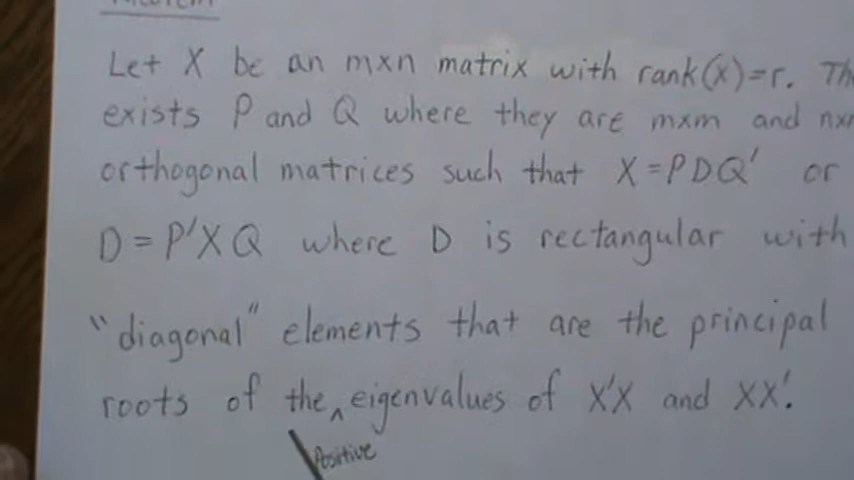 Let X be an mxn matrix with rank(X)=r.
exists P and Q where they are mxm and
orthogonal matrices such that X=PDQ' or
D=P'XQ where D is rectangular with
"diagonal" elements that are the principal
roots of the ^ eigenvalues of X'X and XX'.
Positive